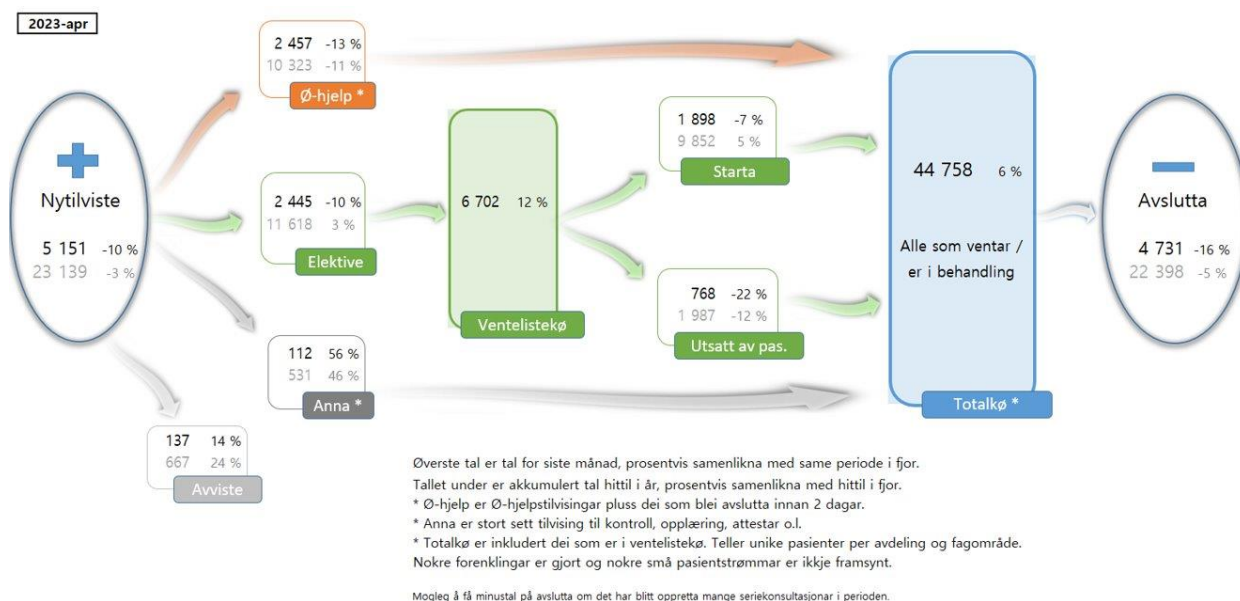 2023-apr
2 457 -13 %
10 323 -11 %
Ø-hjelp *
Nytilviste
5 151 -10 %
23 139 -3 %
2 445 -10 %
11 618 3 %
Elektive
6 702 12 %
Ventelistekø
1 898 -7 %
9 852 5 %
Starta
768 -22 %
1 987 -12 %
Utsatt av pas.
44 758 6 %
Alle som ventar /
er i behandling
Totalkø *
Avslutta
4 731 -16 %
22 398 -5 %
112 56 %
531 46 %
Anna *
137 14 %
667 24 %
Avviste
Øverste tal er tal for siste månad, prosentvis samenlikna med same periode i fjor.
Tallet under er akkumulert tal hittil i år, prosentvis samenlikna med hittil i fjor.
* Ø-hjelp er Ø-hjelpstilvisingar pluss dei som blei avslutta innan 2 dagar.
* Anna er stort sett tilvising til kontroll, opplæring, attestar o.l.
* Totalkø er inkludert dei som er i ventelistekø. Teller unike pasienter per avdeling og fagområde.
Nokre forenklingar er gjort og nokre små pasientstrømmar er ikkje framsynt.
Mogleg å få minustal på avslutta om det har blitt oppretta mange seriekonsultasjonar i perioden.